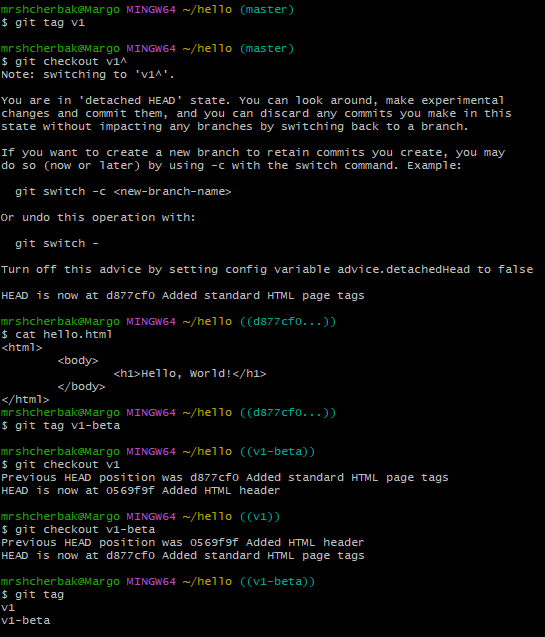 mrshcherbak@Margo MINGW64 ~/hello (master)
$ git tag v1
mrshcherbak@Margo MINGW64 ~/hello (master)
$ git checkout v1^
Note: switching to 'v1^'.
You are in 'detached HEAD' state. You can look around, make experimental
changes and commit them, and you can discard any commits you make in this
state without impacting any branches by switching back to a branch.
If you want to create a new branch to retain commits you create, you may
do so (now or later) by using -c with the switch command. Example:
git switch -c <new-branch-name>
Or undo this operation with:
git switch -
Turn off this advice by setting config variable advice.detachedHead to false
HEAD is now at d877cf0 Added standard HTML page tags
mrshcherbak@Margo MINGW64 ~/hello ((d877cf0...))
$ cat hello.html
<html>
<body>
<h1>Hello, World!</h1>
</body>
</html>
mrshcherbak@Margo MINGW64 ~/hello ((d877cf0...))
$ git tag v1-beta
mrshcherbak@Margo MINGW64 ~/hello ((v1-beta))
$ git checkout v1
Previous HEAD position was d877cf0 Added standard HTML page tags
HEAD is now at 0569f9f Added HTML header
mrshcherbak@Margo MINGW64 ~/hello ((v1))
$ git checkout v1-beta
Previous HEAD position was 0569f9f Added HTML header
HEAD is now at d877cf0 Added standard HTML page tags
mrshcherbak@Margo MINGW64 ~/hello ((v1-beta))
$ git tag
v1
v1-beta